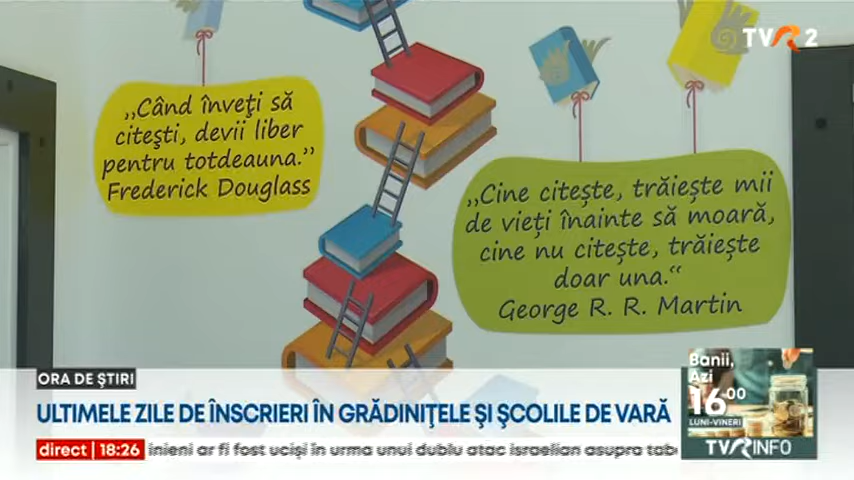 TVR 2
„Când înveţi să
citeşti, devii liber
pentru totdeauna.”
Frederick Douglass
„Cine citește, trăiește mii
de vieți înainte să moară,
cine nu citește, trăiește
doar una.“
George R. R. Martin
Banii,
Azi
16:00
LUNI-VINERI
TVR INFO
ORA DE ŞTIRI
ULTIMELE ZILE DE ÎNSCRIERI ÎN GRĂDINIŢELE ŞI ŞCOLILE DE VARĂ
direct | 18:26 inieni ar fi fost uciși în urma unui dublu atac israelian asupra tab